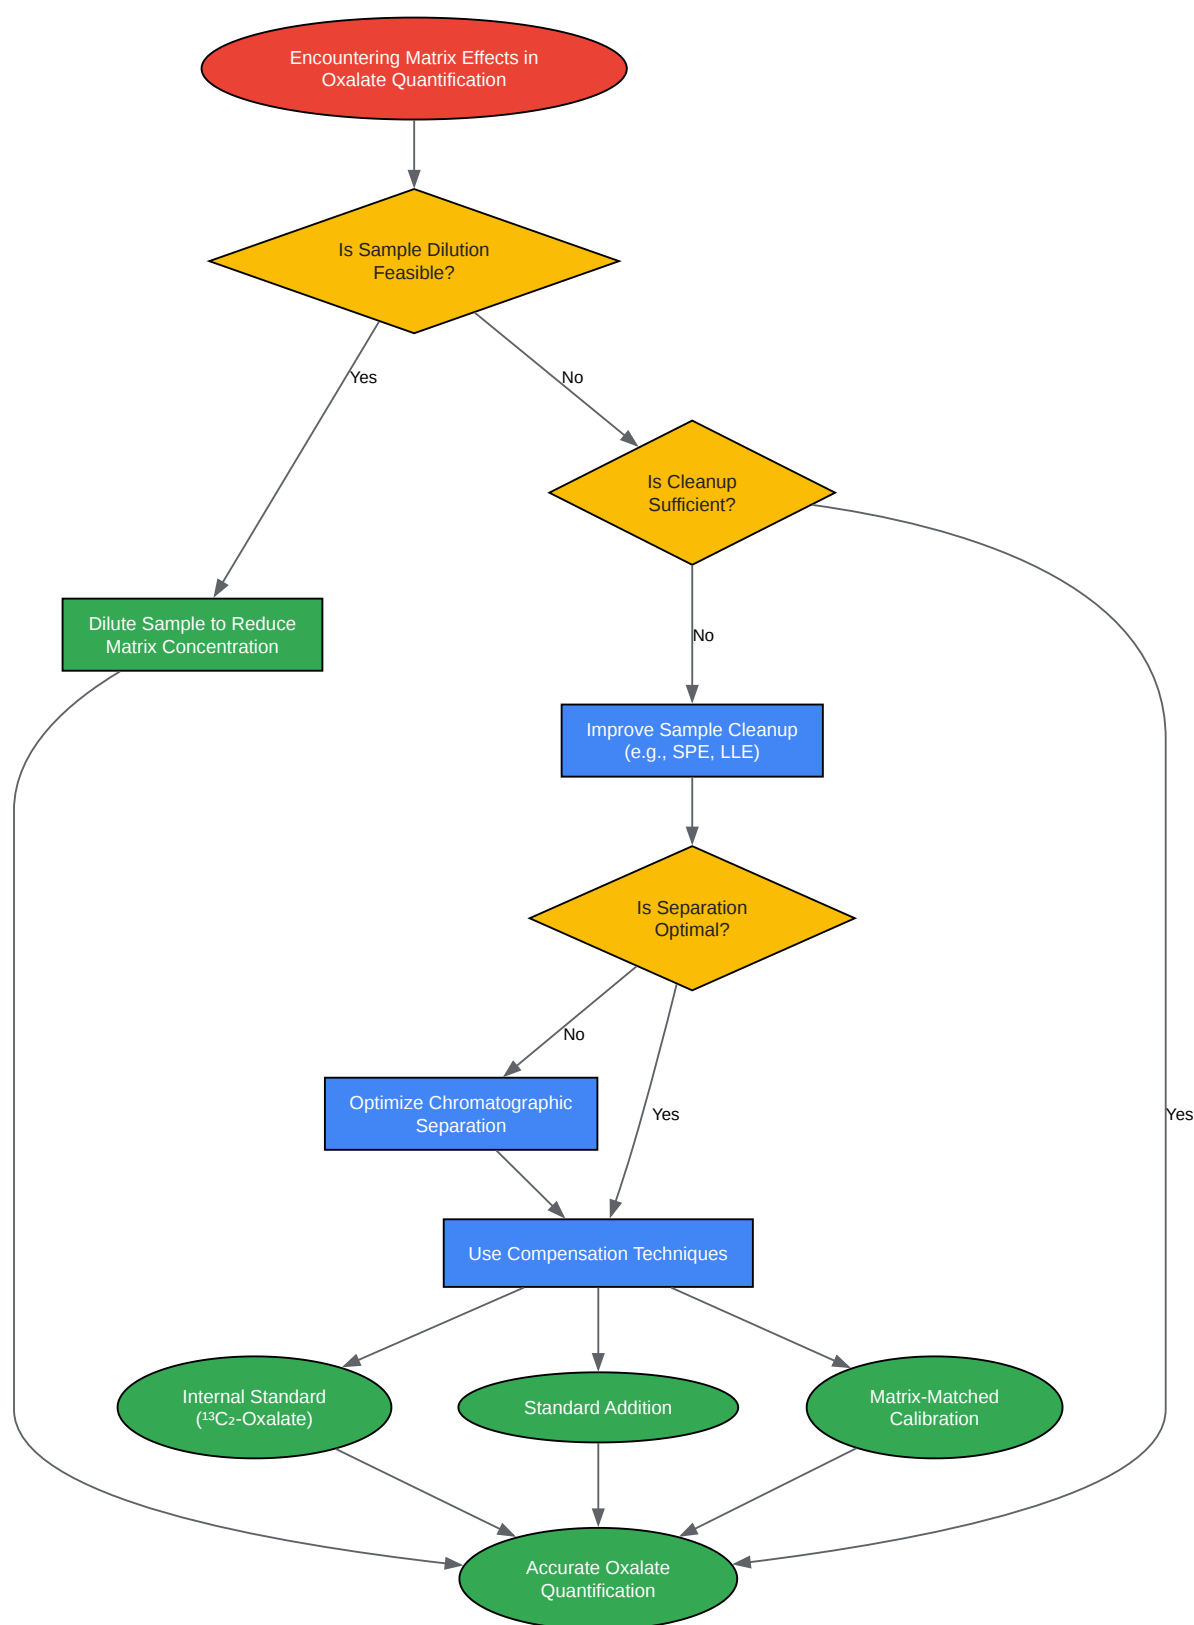 Encountering Matrix Effects in
Oxalate Quantification
Is Sample Dilution
Feasible?
Yes
No
Is Cleanup
Sufficient?
Dilute Sample to Reduce
Matrix Concentration
No
Improve Sample Cleanup
(e.g., SPE, LLE)
Is Separation
Optimal?
No
Optimize Chromatographic
Separation
Yes
Yes
Use Compensation Techniques
Internal Standard
(¹³C₂-Oxalate)
Standard Addition
Matrix-Matched
Calibration
Accurate Oxalate
Quantification